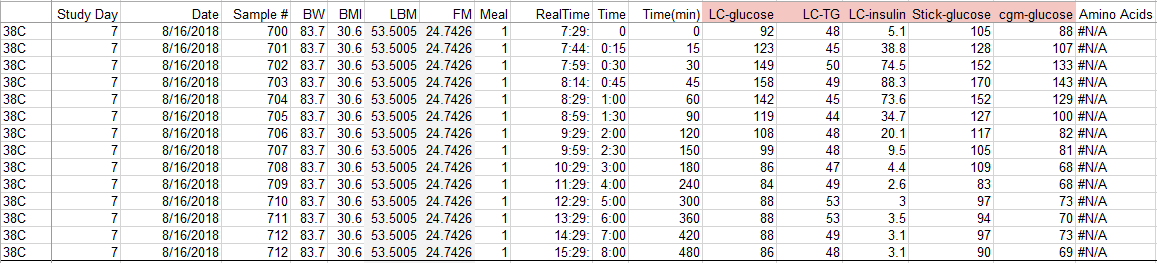 Study Day Date Sample # BW BMI LBM FM Meal RealTime Time Time(min) LC-glucose LC-TG LC-insulin Stick-glucose cgm-glucose Amino Acids
38C 7 8/16/2018 700 83.7 30.6 53.5005 24.7426 1 7:29: 0 0 92 48 5.1 105 88 #N/A
38C 7 8/16/2018 701 83.7 30.6 53.5005 24.7426 1 7:44: 0:15 15 123 45 38.8 128 107 #N/A
38C 7 8/16/2018 702 83.7 30.6 53.5005 24.7426 1 7:59: 0:30 30 149 50 74.5 152 133 #N/A
38C 7 8/16/2018 703 83.7 30.6 53.5005 24.7426 1 8:14: 0:45 45 158 49 88.3 170 143 #N/A
38C 7 8/16/2018 704 83.7 30.6 53.5005 24.7426 1 8:29: 1:00 60 142 45 73.6 152 129 #N/A
38C 7 8/16/2018 705 83.7 30.6 53.5005 24.7426 1 8:59: 1:30 90 119 44 34.7 127 100 #N/A
38C 7 8/16/2018 706 83.7 30.6 53.5005 24.7426 1 9:29: 2:00 120 108 48 20.1 117 82 #N/A
38C 7 8/16/2018 707 83.7 30.6 53.5005 24.7426 1 9:59: 2:30 150 99 48 9.5 105 81 #N/A
38C 7 8/16/2018 708 83.7 30.6 53.5005 24.7426 1 10:29: 3:00 180 86 47 4.4 109 68 #N/A
38C 7 8/16/2018 709 83.7 30.6 53.5005 24.7426 1 11:29: 4:00 240 84 49 2.6 83 68 #N/A
38C 7 8/16/2018 710 83.7 30.6 53.5005 24.7426 1 12:29: 5:00 300 88 53 3 97 73 #N/A
38C 7 8/16/2018 711 83.7 30.6 53.5005 24.7426 1 13:29: 6:00 360 88 53 3.5 94 70 #N/A
38C 7 8/16/2018 712 83.7 30.6 53.5005 24.7426 1 14:29: 7:00 420 88 49 3.1 97 73 #N/A
38C 7 8/16/2018 712 83.7 30.6 53.5005 24.7426 1 15:29: 8:00 480 86 48 3.1 90 69 #N/A